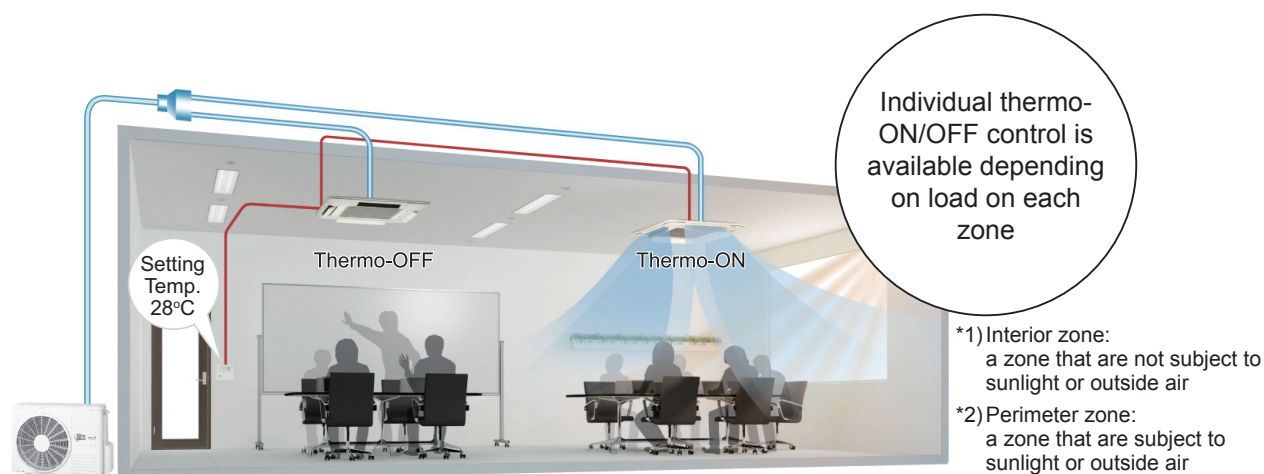 Individual thermo-
ON/OFF control is
available depending
on load on each
zone
Thermo-OFF
Thermo-ON
Setting
Temp.
28°C
*1) Interior zone:
a zone that are not subject to
sunlight or outside air
*2) Perimeter zone:
a zone that are subject to
sunlight or outside air